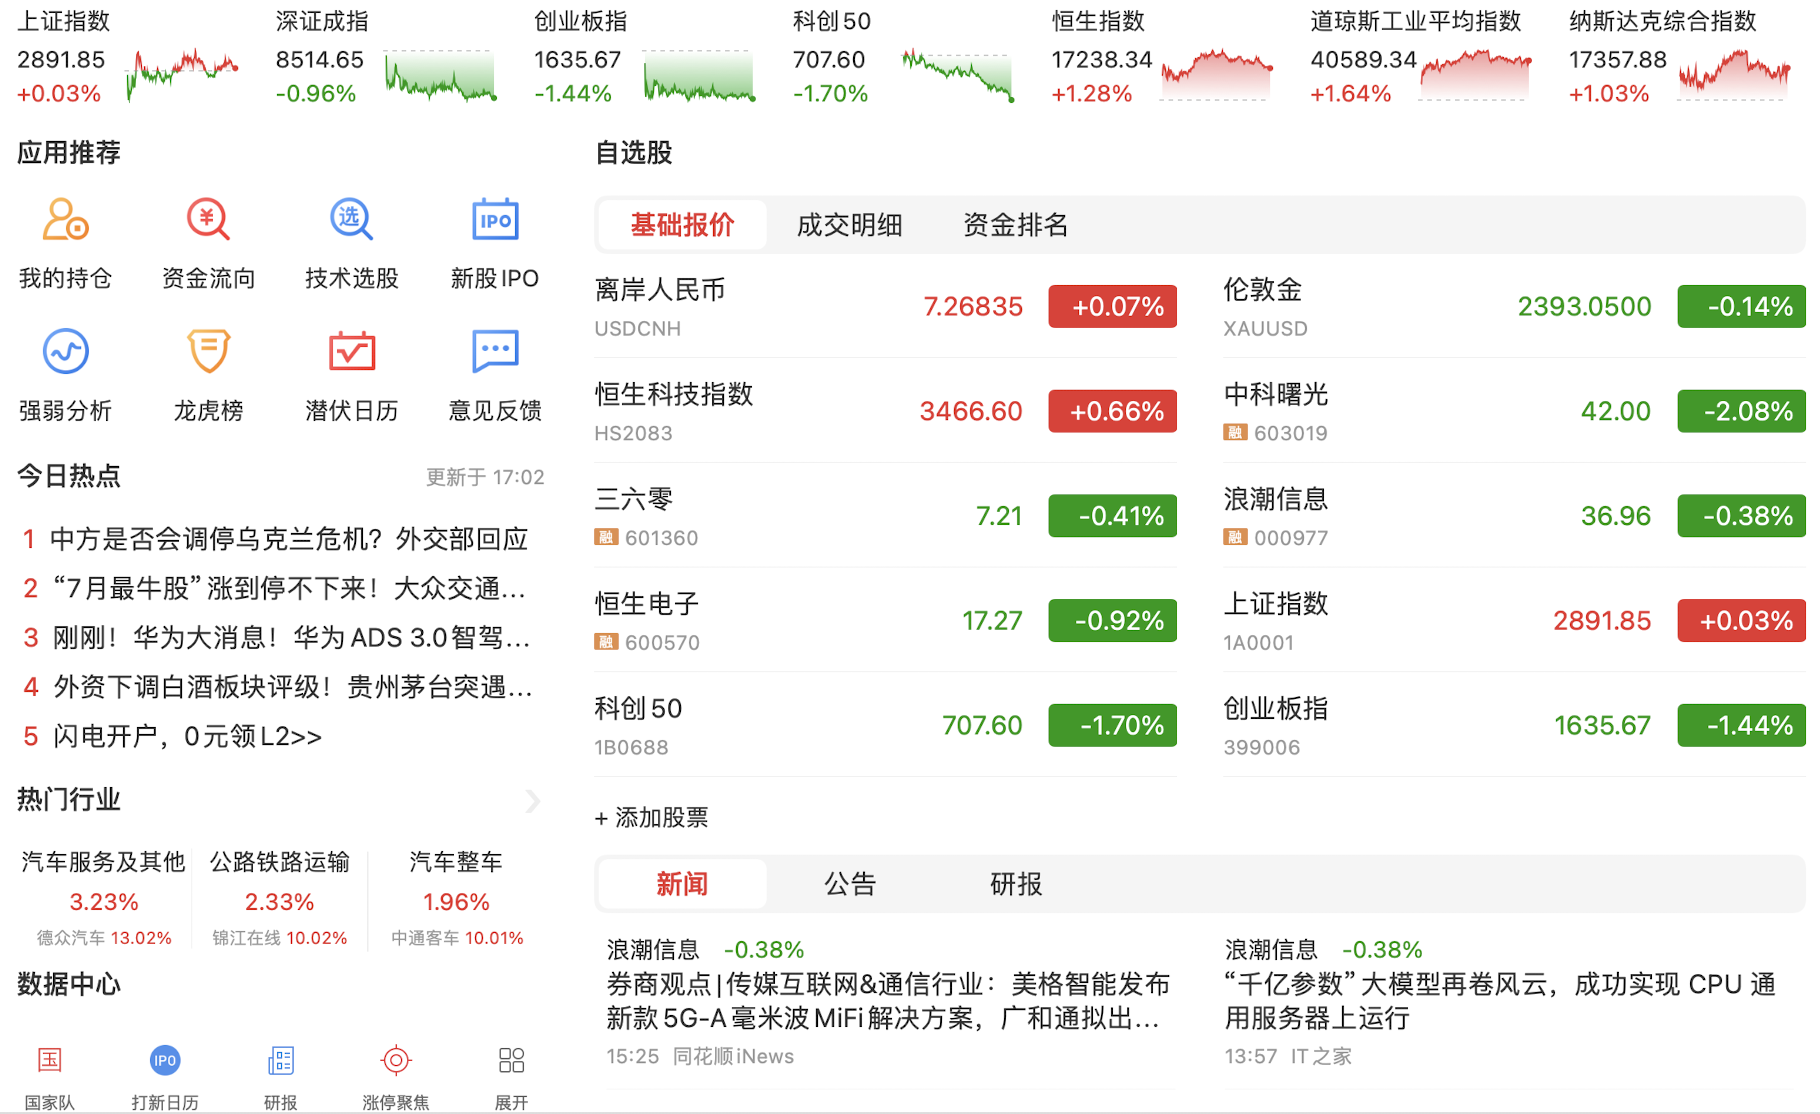 上证指数
2891.85
+0.03%
深证成指
8514.65
-0.96%
创业板指
1635.67
-1.44%
科创50
707.60
-1.70%
恒生指数
17238.34
+1.28%
道琼斯工业平均指数
40589.34
+1.64%
纳斯达克综合指数
17357.88
+1.03%
应用推荐
我的持仓
¥
资金流向
选
技术选股
IPO
新股IPO
强弱分析
龙虎榜
潜伏日历
意见反馈
今日热点
更新于 17:02
1 中方是否会调停乌克兰危机？外交部回应
2 “7月最牛股”涨到停不下来！大众交通...
3 刚刚！华为大消息！华为ADS 3.0智驾...
4 外资下调白酒板块评级！贵州茅台突遇...
5 闪电开户，0元领L2>>
热门行业
汽车服务及其他
3.23%
德众汽车 13.02%
公路铁路运输
2.33%
锦江在线 10.02%
汽车整车
1.96%
中通客车 10.01%
数据中心
国
国家队
IPO
打新日历
研报
涨停聚焦
展开
自选股
基础报价 成交明细 资金排名
离岸人民币
USDCNH
7.26835
+0.07%
伦敦金
XAUUSD
2393.0500
-0.14%
恒生科技指数
HS2083
3466.60
+0.66%
中科曙光
融 603019
42.00
-2.08%
三六零
融 601360
7.21
-0.41%
浪潮信息
融 000977
36.96
-0.38%
恒生电子
融 600570
17.27
-0.92%
上证指数
1A0001
2891.85
+0.03%
科创50
1B0688
707.60
-1.70%
创业板指
399006
1635.67
-1.44%
+ 添加股票
新闻 公告 研报
浪潮信息 -0.38%
券商观点|传媒互联网&通信行业：美格智能发布
新款5G-A毫米波MiFi解决方案，广和通拟出...
15:25 同花顺iNews
浪潮信息 -0.38%
“千亿参数”大模型再卷风云，成功实现 CPU 通
用服务器上运行
13:57 IT之家